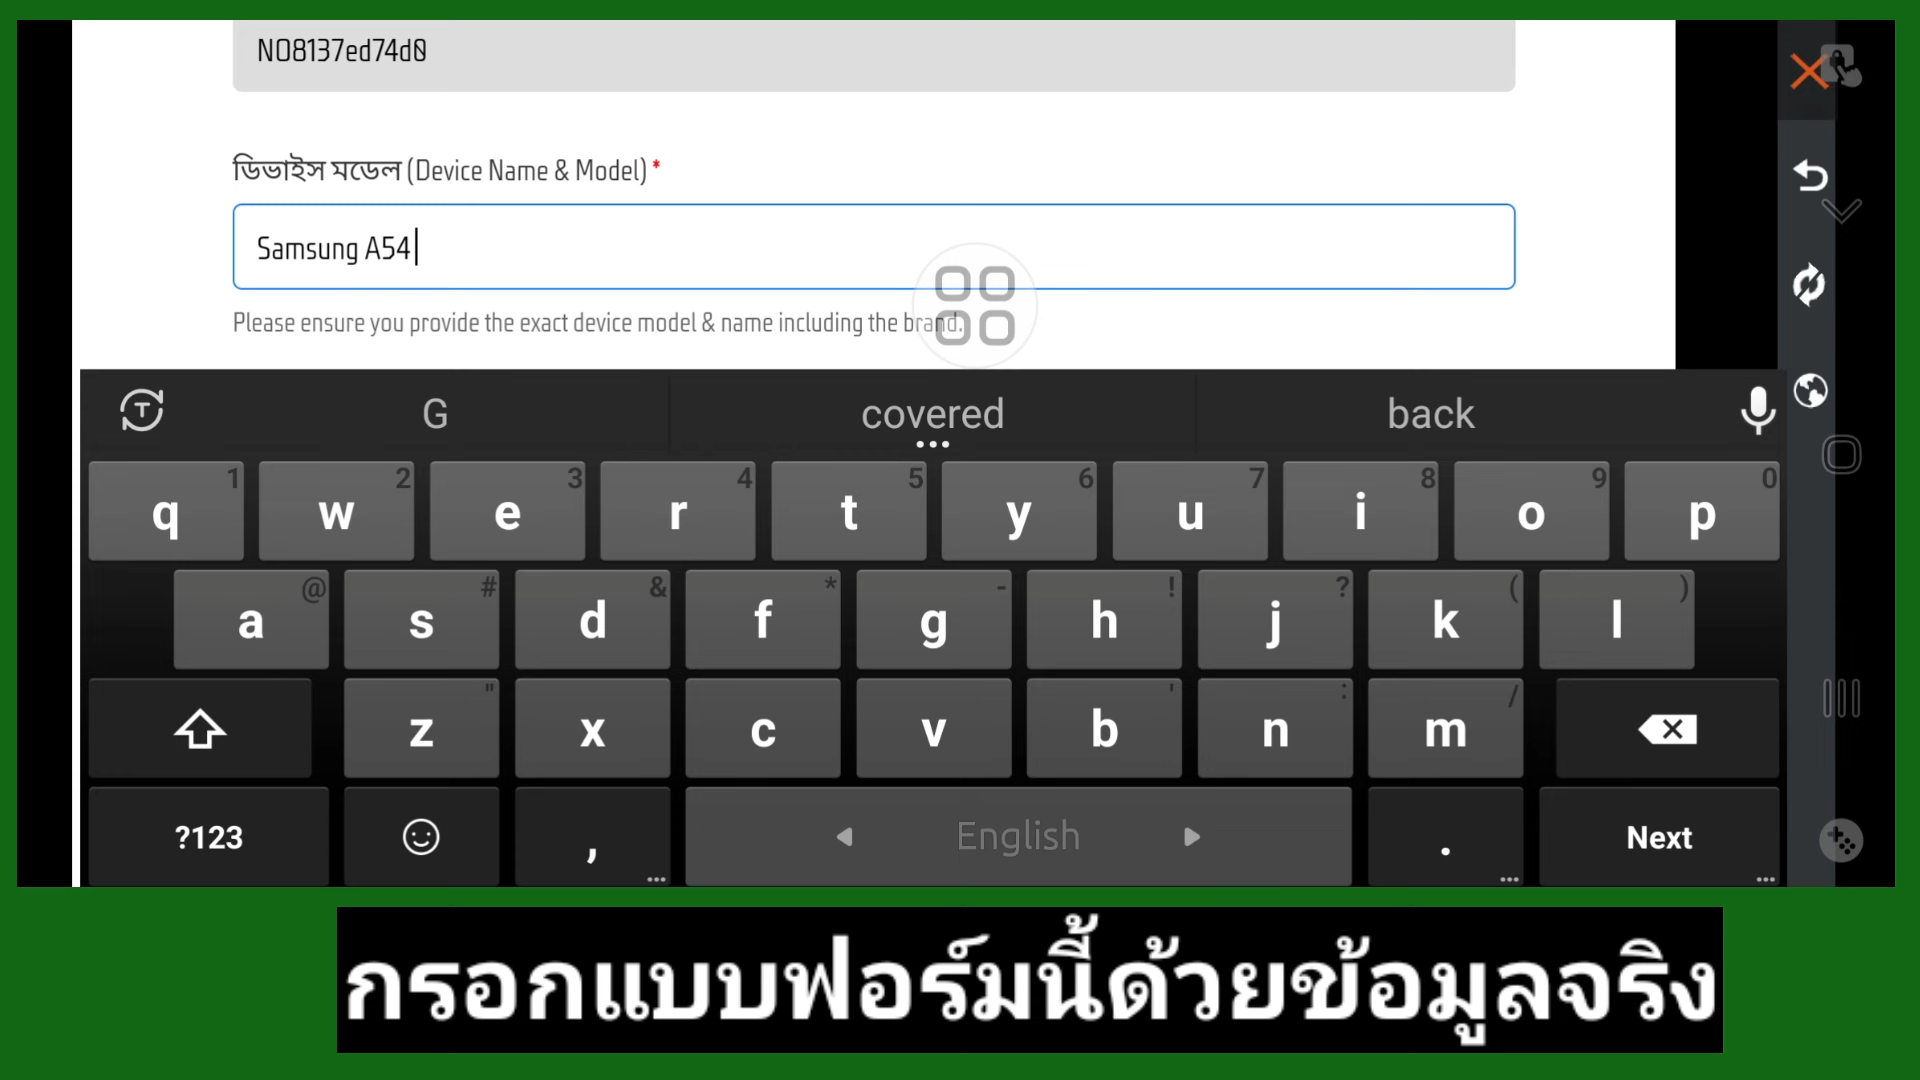 N08137ed74d0
ডিভাইস মডেল (Device Name & Model) *
Samsung A54
Please ensure you provide the exact device model & name including the brand.
G covered back
q 1 w 2 e 3 r 4 t 5 y 6 u 7 i 8 o 9 p 0
a @ s # d & f * g - h ! j ? k ( l )
z " x c v b ' n : m /
?123 , English . Next
กรอกแบบฟอร์มนี้ด้วยข้อมูลจริง